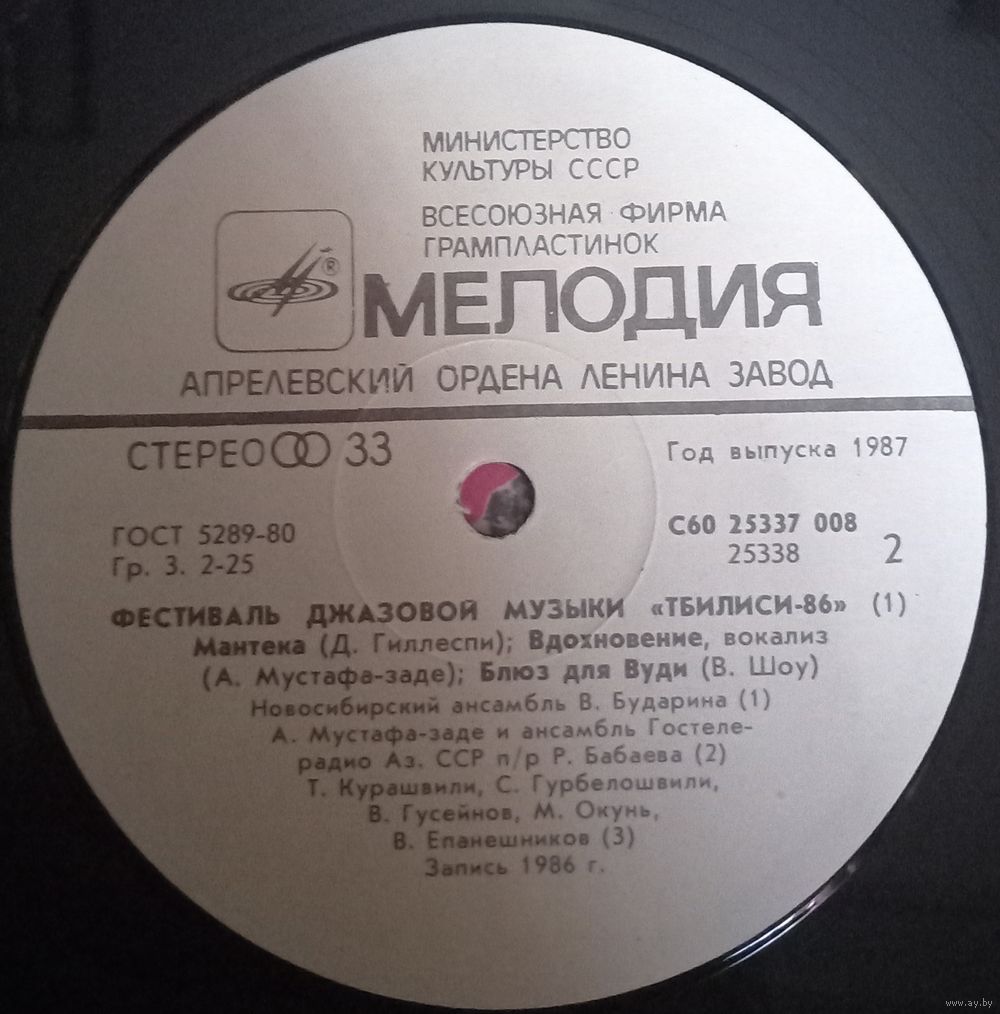 МИНИСТЕРСТВО
КУЛЬТУРЫ СССР
ВСЕСОЮЗНАЯ ФИРМА
ГРАМПЛАСТИНОК
®
МЕЛОДИЯ
АПРЕЛЕВСКИЙ ОРДЕНА ЛЕНИНА ЗАВОД
СТЕРЕО 33
Год выпуска 1987
ГОСТ 5289-80
Гр. 3. 2-25
С60 25337 008
25338
2
ФЕСТИВАЛЬ ДЖАЗОВОЙ МУЗЫКИ «ТБИЛИСИ-86» (1)
Мантека (Д. Гиллеспи); Вдохновение, вокализ
(А. Мустафа-заде); Блюз для Вуди (В. Шоу)
Новосибирский ансамбль В. Бударина (1)
А. Мустафа-заде и ансамбль Гостеле-
радио Аз. ССР п/р Р. Бабаева (2)
Т. Курашвили, С. Гурбелошвили,
В. Гусейнов, М. Окунь,
В. Епанешников (3)
Запись 1986 г.
www.ay.by